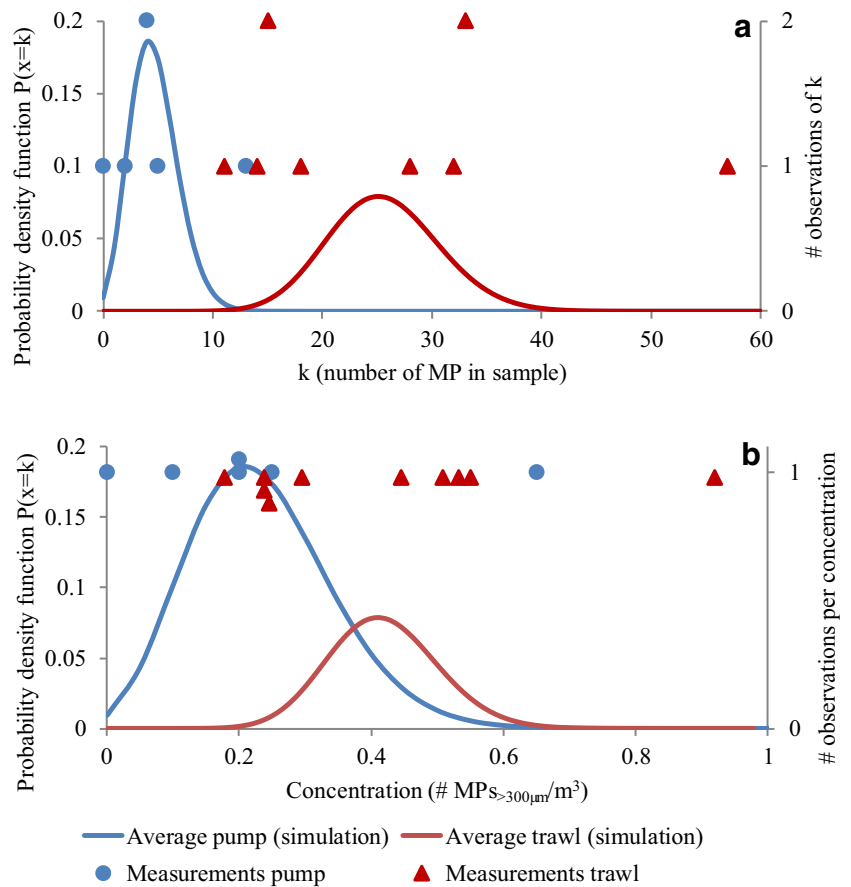 a
Probability density function P(x=k)
0.2
0.15
0.1
0.05
0
2
1
0
# observations of k
0 10 20 30 40 50 60
k (number of MP in sample)
b
Probability density function P(x=k)
0.2
0.15
0.1
0.05
0
1
0
# observations per concentration
0 0.2 0.4 0.6 0.8 1
Concentration (# MPs>300µm/m³)
Average pump (simulation) Average trawl (simulation)
Measurements pump Measurements trawl